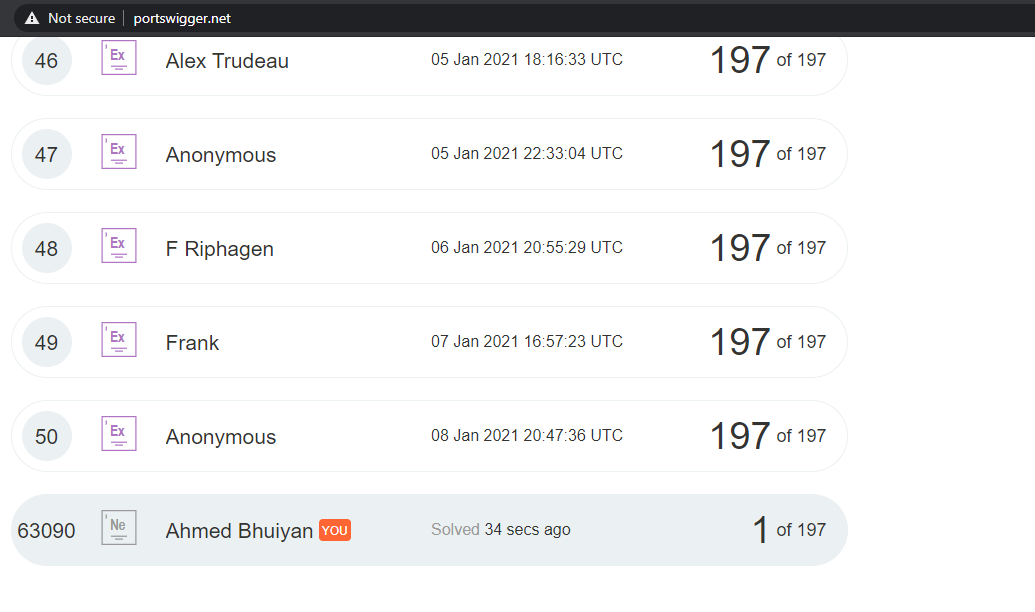 Not secure portswigger.net
46 Ex Alex Trudeau 05 Jan 2021 18:16:33 UTC 197 of 197
47 Ex Anonymous 05 Jan 2021 22:33:04 UTC 197 of 197
48 Ex F Riphagen 06 Jan 2021 20:55:29 UTC 197 of 197
49 Ex Frank 07 Jan 2021 16:57:23 UTC 197 of 197
50 Ex Anonymous 08 Jan 2021 20:47:36 UTC 197 of 197
63090 Ne Ahmed Bhuiyan YOU Solved 34 secs ago 1 of 197